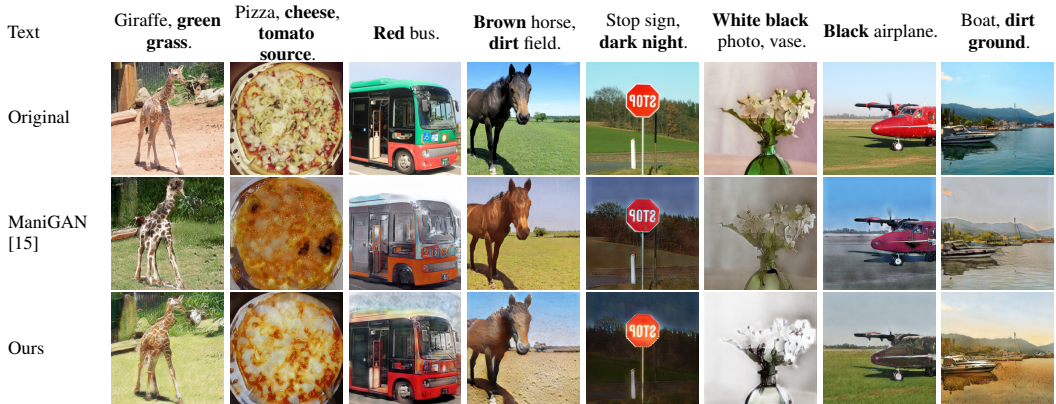 Text
Giraffe, green
grass.
Pizza, cheese,
tomato
source.
Red bus.
Brown horse,
dirt field.
Stop sign,
dark night.
White black
photo, vase.
Black airplane.
Boat, dirt
ground.
Original
STOP
ManiGAN
[15]
STOP
Ours
STOP